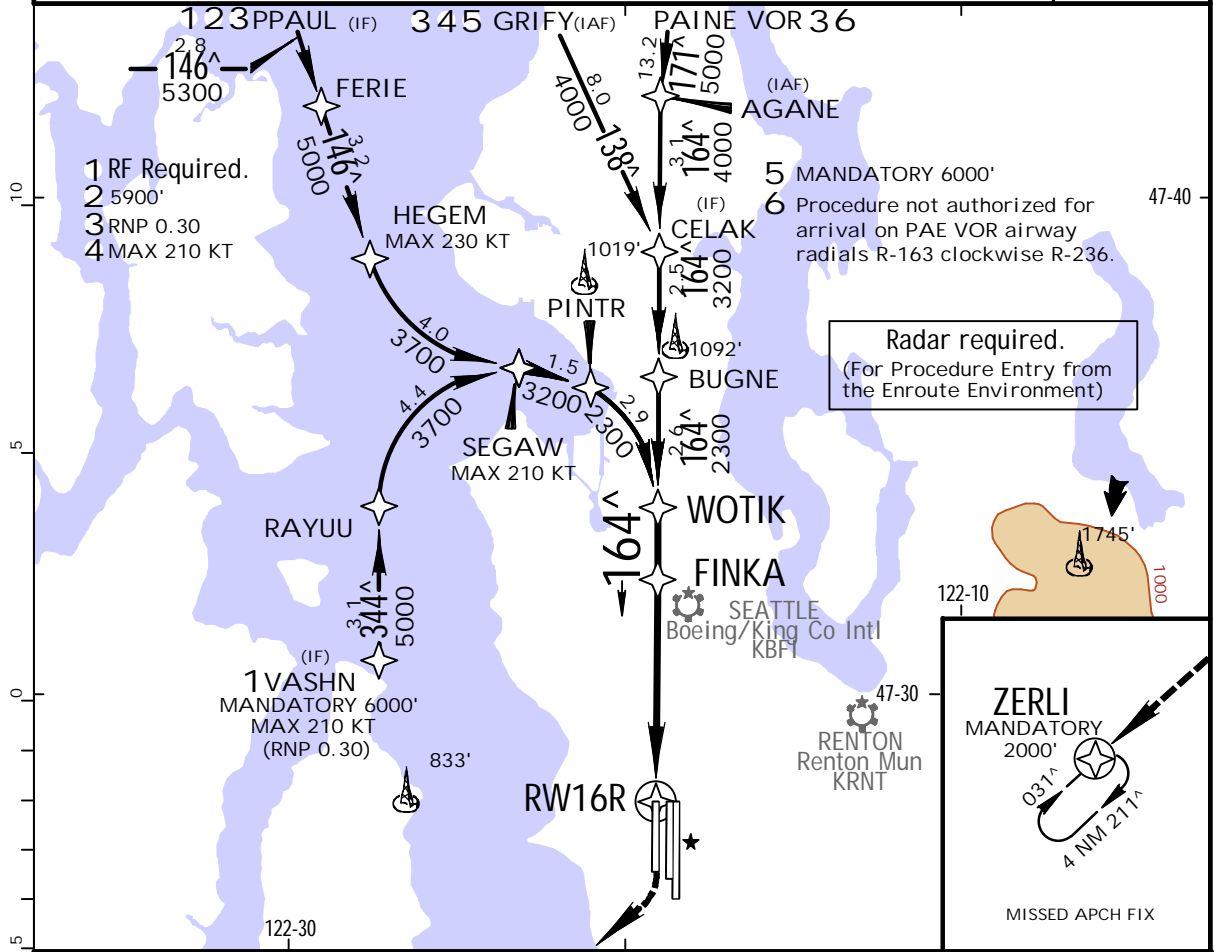 123PPAUL (IF)
345 GRIFY(IAF)
PAINE VOR 36
2.8
146^
5300
FERIE
8.0
4000
138^
13.2
171^
5000
(IAF)
AGANE
3.2
146^
5000
3.1
164^
4000
1 RF Required.
2 5900'
3 RNP 0.30
4 MAX 210 KT
5 MANDATORY 6000'
6 Procedure not authorized for
arrival on PAE VOR airway
radials R-163 clockwise R-236.
10
47-40
HEGEM
MAX 230 KT
(IF)
CELAK
1019'
2.5
164^
3200
PINTR
4.0
3700
1092'
Radar required.
(For Procedure Entry from
the Enroute Environment)
BUGNE
1.5
3200
2300
2.9
4.4
3700
2.6
164^
2300
5
SEGAW
MAX 210 KT
RAYUU
WOTIK
164^
FINKA
1745'
1000
122-10
3.1
344^
5000
SEATTLE
Boeing/King Co Intl
KBFI
(IF)
1VASHN
MANDATORY 6000'
MAX 210 KT
(RNP 0.30)
0
47-30
RENTON
Renton Mun
KRNT
833'
RW16R
ZERLI
MANDATORY
2000'
031^
4 NM 211^
MISSED APCH FIX
5
122-30